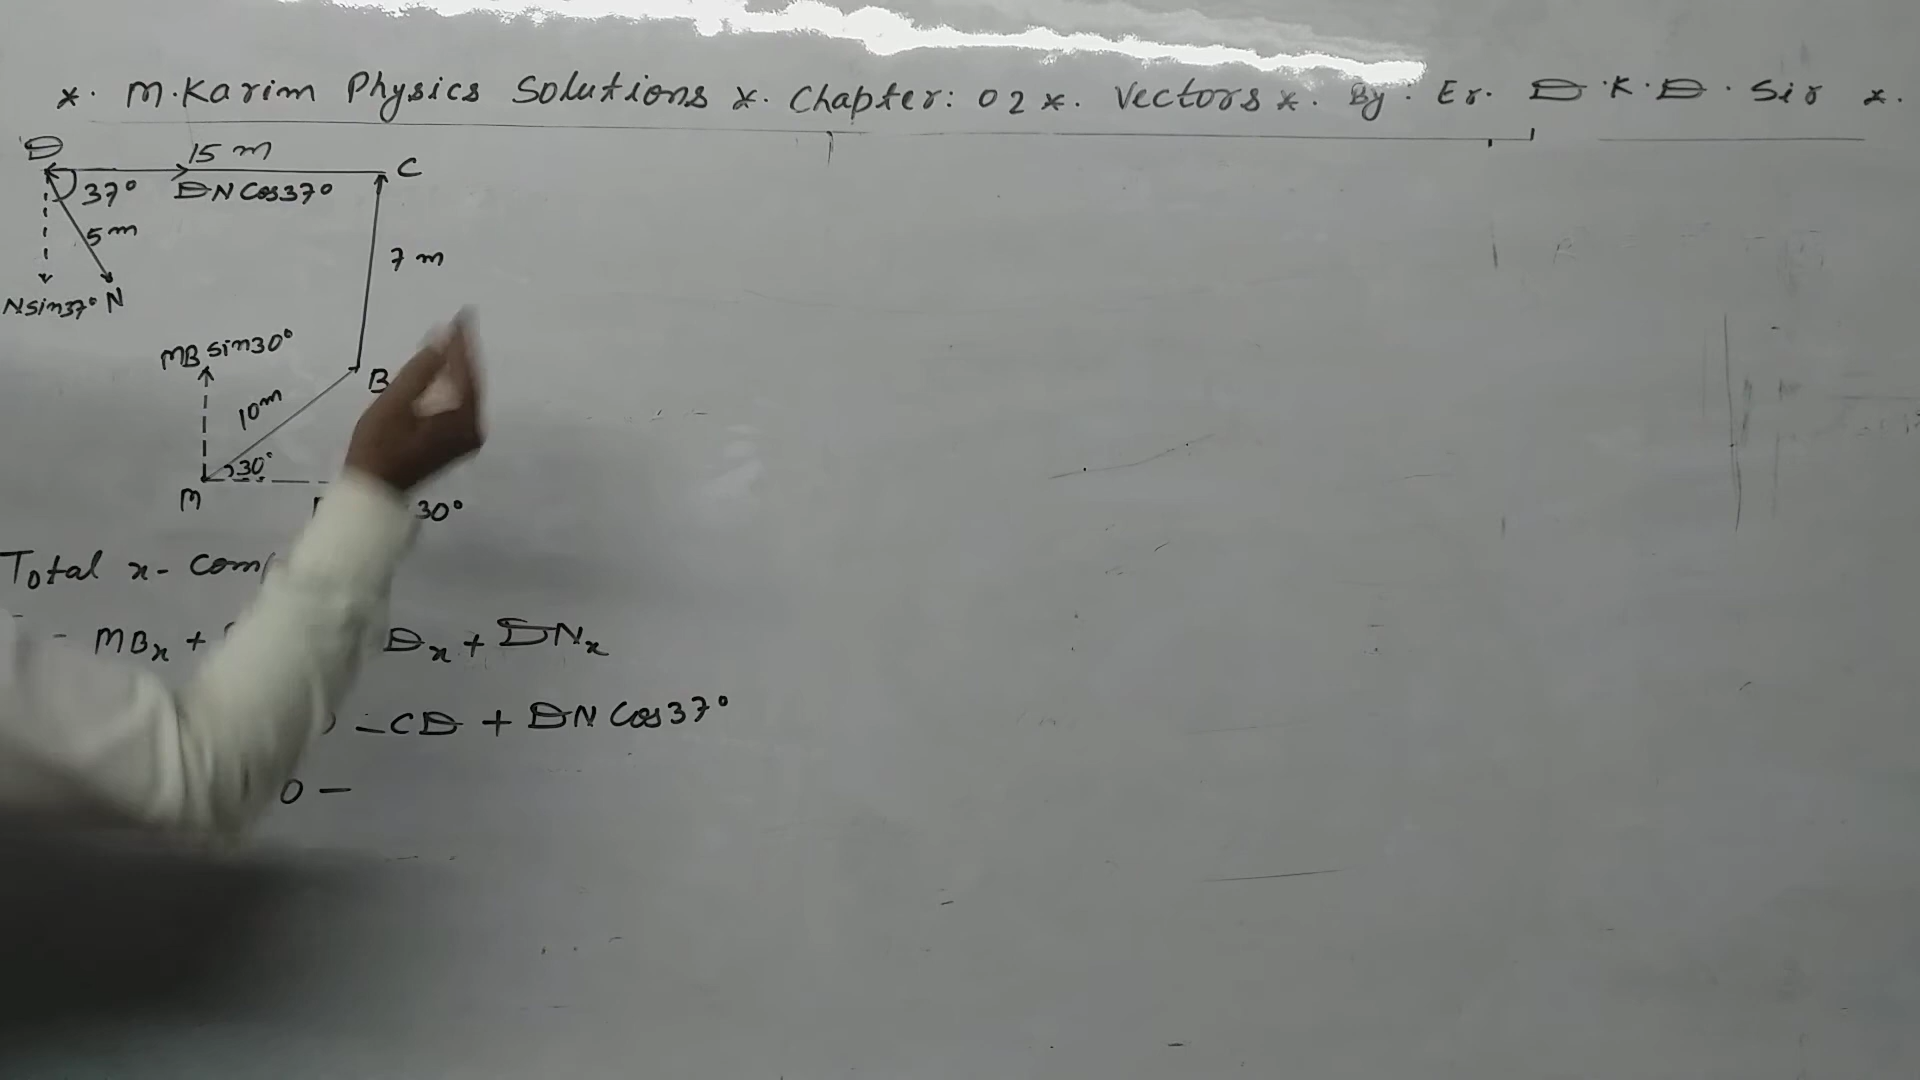 *. M.Karim Physics Solutions *. Chapter: 02 *. Vectors *. By: Er. D.K.D. Sir *.
D 15 m C
37° DN Cos37°
5m
7 m
Nsin37° N
MB sin30°
B
10m
30°
M
30°
Total x-
MBx + Dx + DNx
) -CD + DN Cos37°
0 -